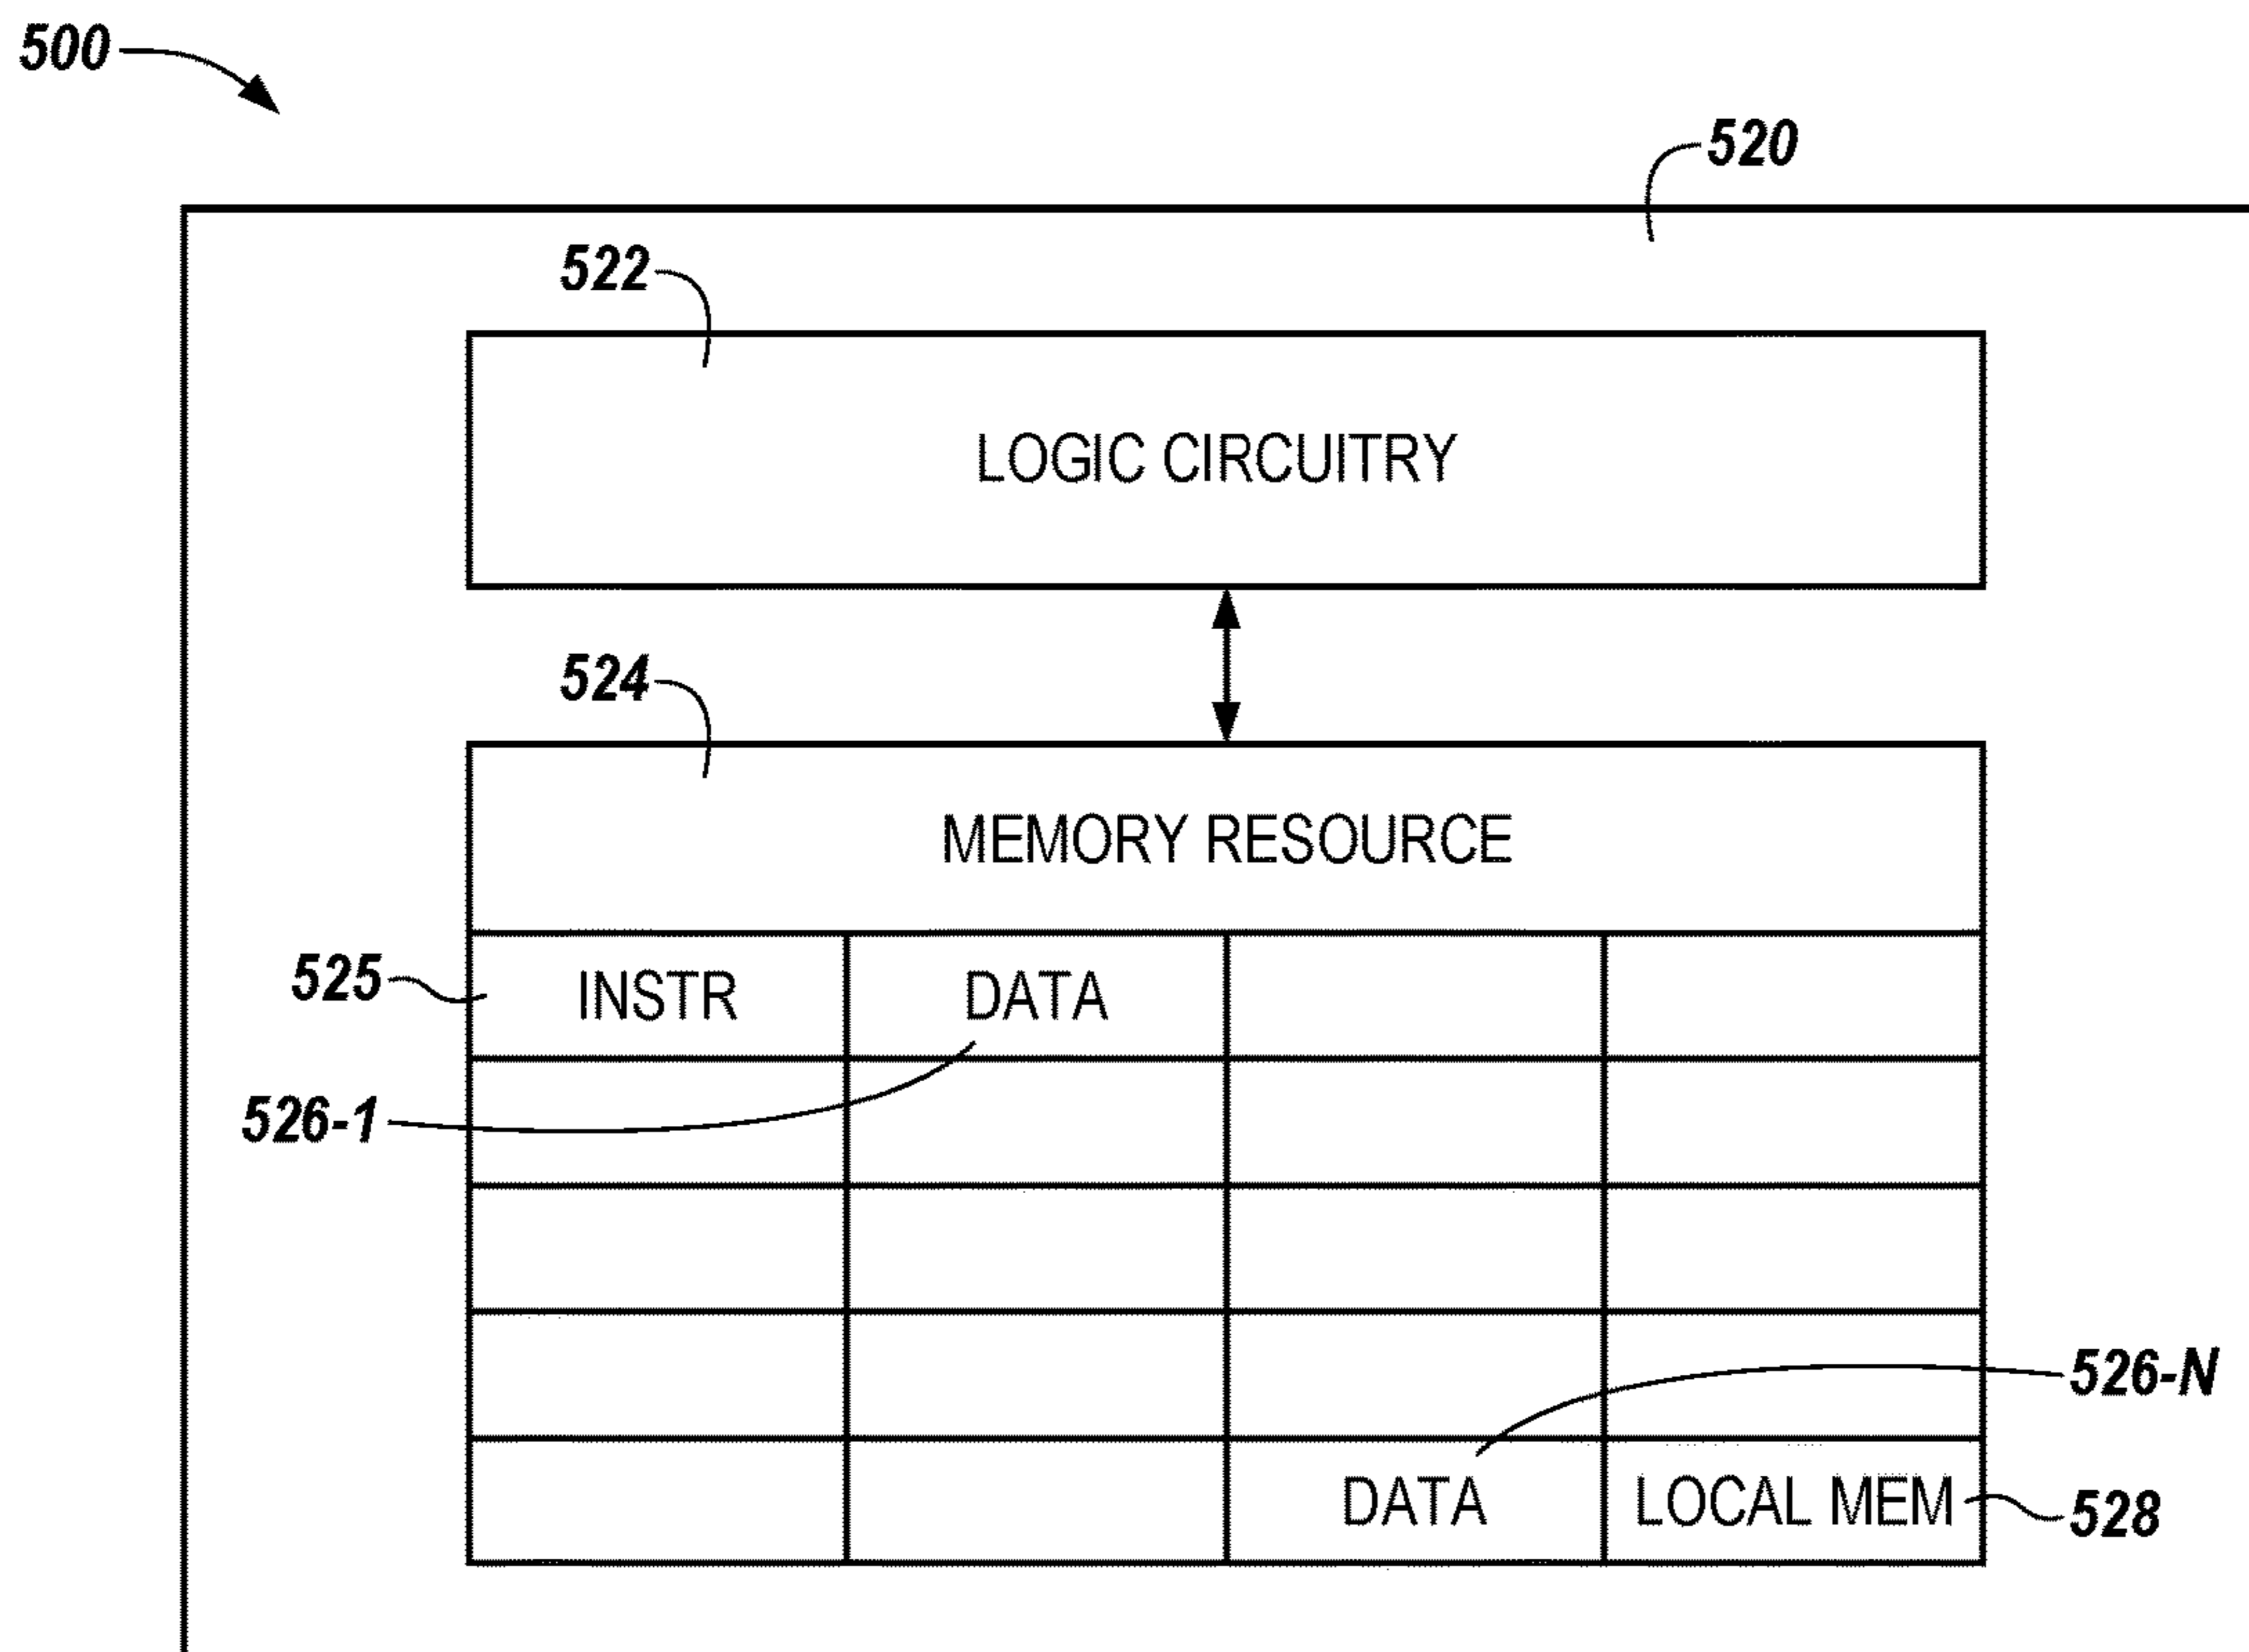 500
520
522
LOGIC CIRCUITRY
524
MEMORY RESOURCE
525 INSTR DATA
526-1
526-N
DATA LOCAL MEM 528